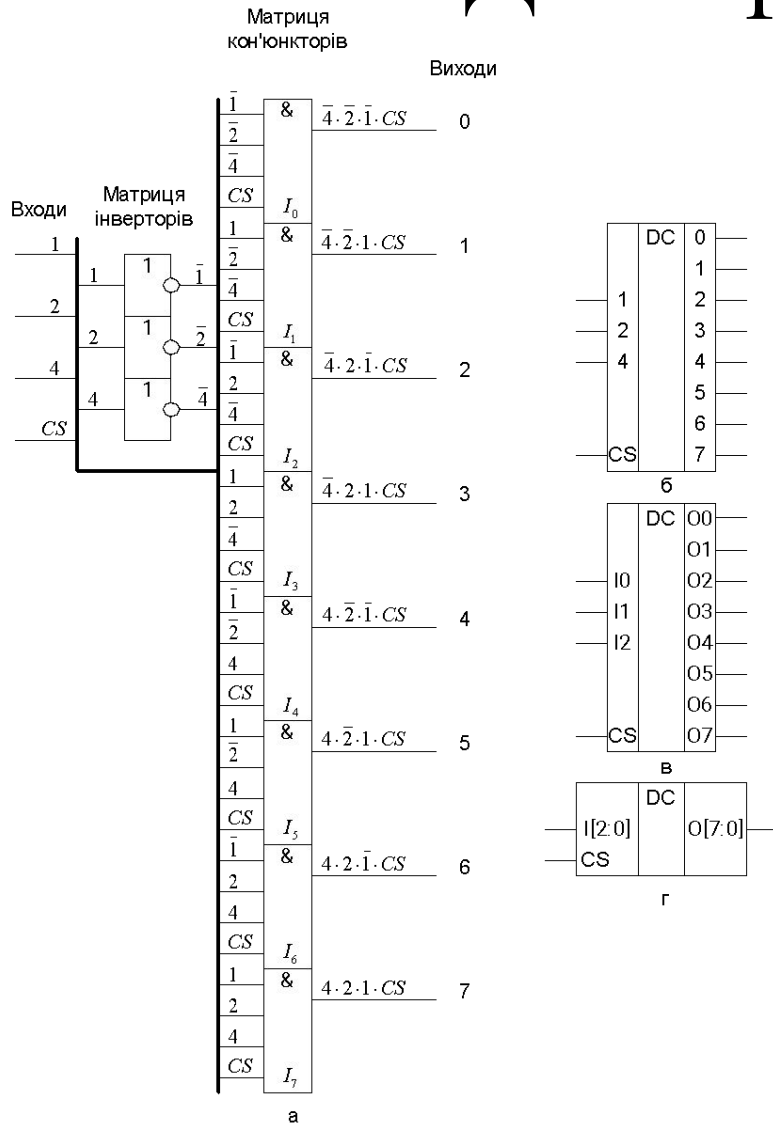 Матриця
кон'юнкторів
Виходи
Входи
Матриця
інверторів
1
2
4
CS
1 1 1̅
2 1 2̅
4 1 4̅
1̅ & 4̅·2̅·1̅·CS 0
2̅
4̅
CS I₀
1 & 4̅·2̅·1·CS 1
2̅
4̅
CS I₁
1̅ & 4̅·2·1̅·CS 2
2
4̅
CS I₂
1 & 4̅·2·1·CS 3
2
4̅
CS I₃
1̅ & 4·2̅·1̅·CS 4
2̅
4
CS I₄
1 & 4·2̅·1·CS 5
2̅
4
CS I₅
1̅ & 4·2·1̅·CS 6
2
4
CS I₆
1 & 4·2·1·CS 7
2
4
CS I₇
а
DC 0
1
1 2
2 3
4 4
5
6
CS 7
б
DC O0
O1
I0 O2
I1 O3
I2 O4
O5
O6
CS O7
в
DC
I[2:0] O[7:0]
CS
г